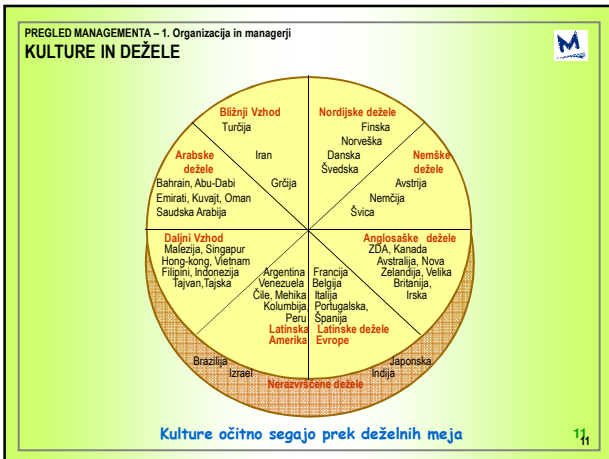 PREGLED MANAGEMENTA – 1. Organizacija in managerji
KULTURE IN DEŽELE
M
Bližnji Vzhod
Turčija
Iran
Grčija
Nordijske dežele
Finska
Norveška
Danska
Švedska
Arabske
dežele
Bahrain, Abu-Dabi
Emirati, Kuvajt, Oman
Saudska Arabija
Nemške
dežele
Avstrija
Nemčija
Švica
Daljni Vzhod
Malezija, Singapur
Hong-kong, Vietnam
Filipini, Indonezija
Tajvan,Tajska
Anglosaške dežele
ZDA, Kanada
Avstralija, Nova
Zelandija, Velika
Britanija,
Irska
Argentina
Venezuela
Čile, Mehika
Kolumbija,
Peru
Latinska
Amerika
Francija
Belgija
Italija
Portugalska,
Španija
Latinske dežele
Evrope
Brazilija
Izrael
Japonska
Indija
Nerazvrščene dežele
Kulture očitno segajo prek deželnih meja
11
11